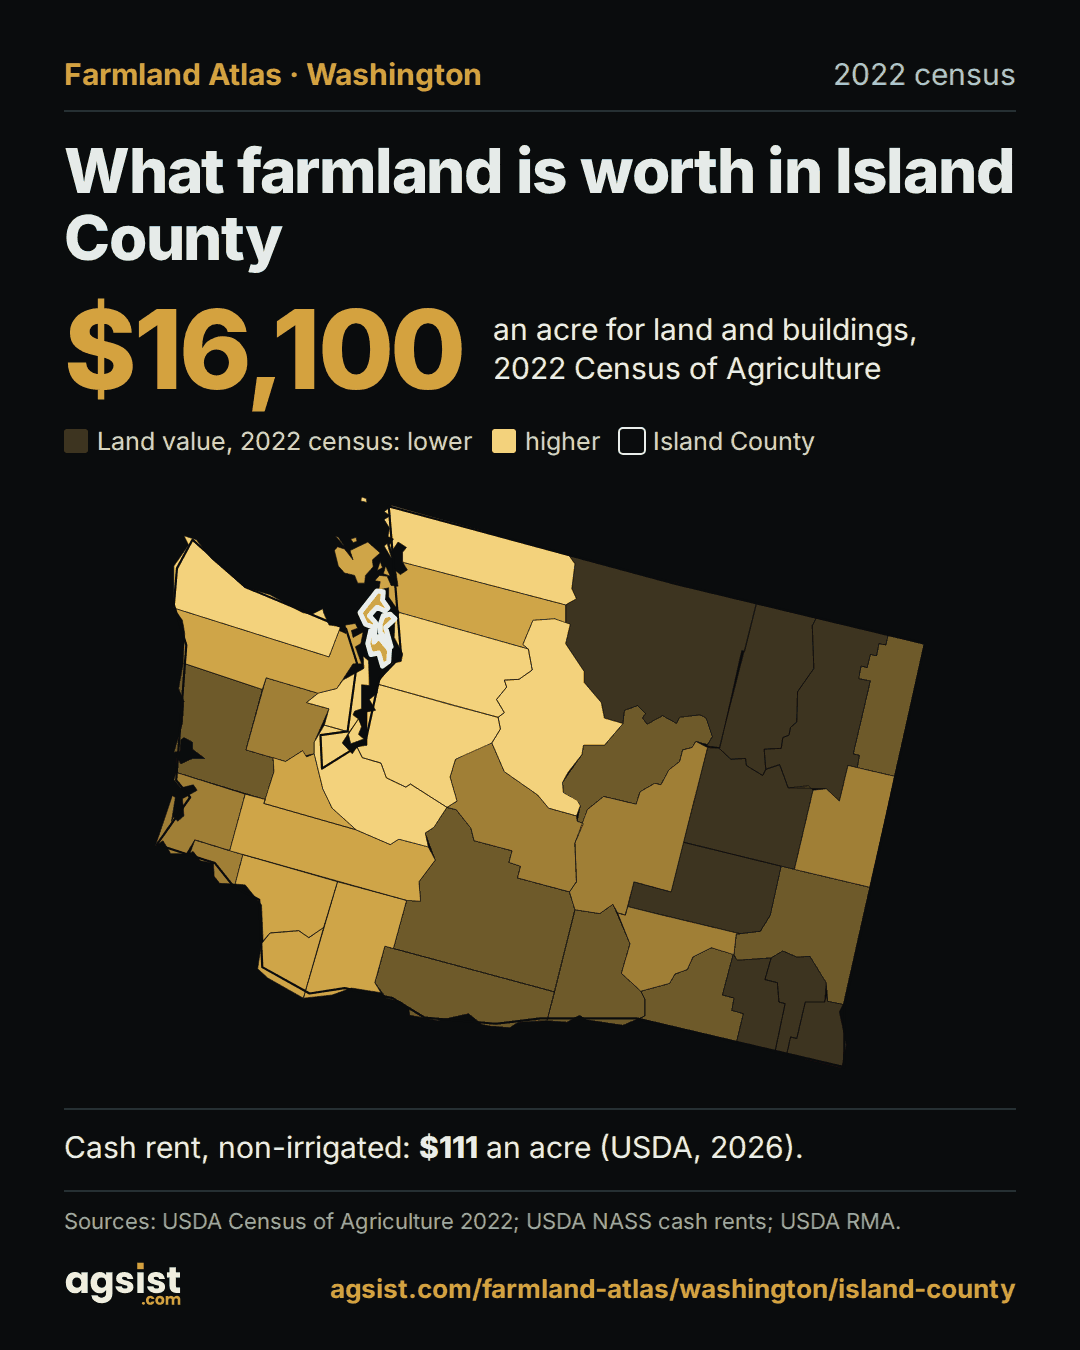 Farmland Atlas · Washington
2022 census
What farmland is worth in Island
County
$16,100
an acre for land and buildings,
2022 Census of Agriculture
Land value, 2022 census: lower
higher
Island County
Cash rent, non-irrigated: $111 an acre (USDA, 2026).
Sources: USDA Census of Agriculture 2022; USDA NASS cash rents; USDA RMA.
agsist
.com
agsist.com/farmland-atlas/washington/island-county